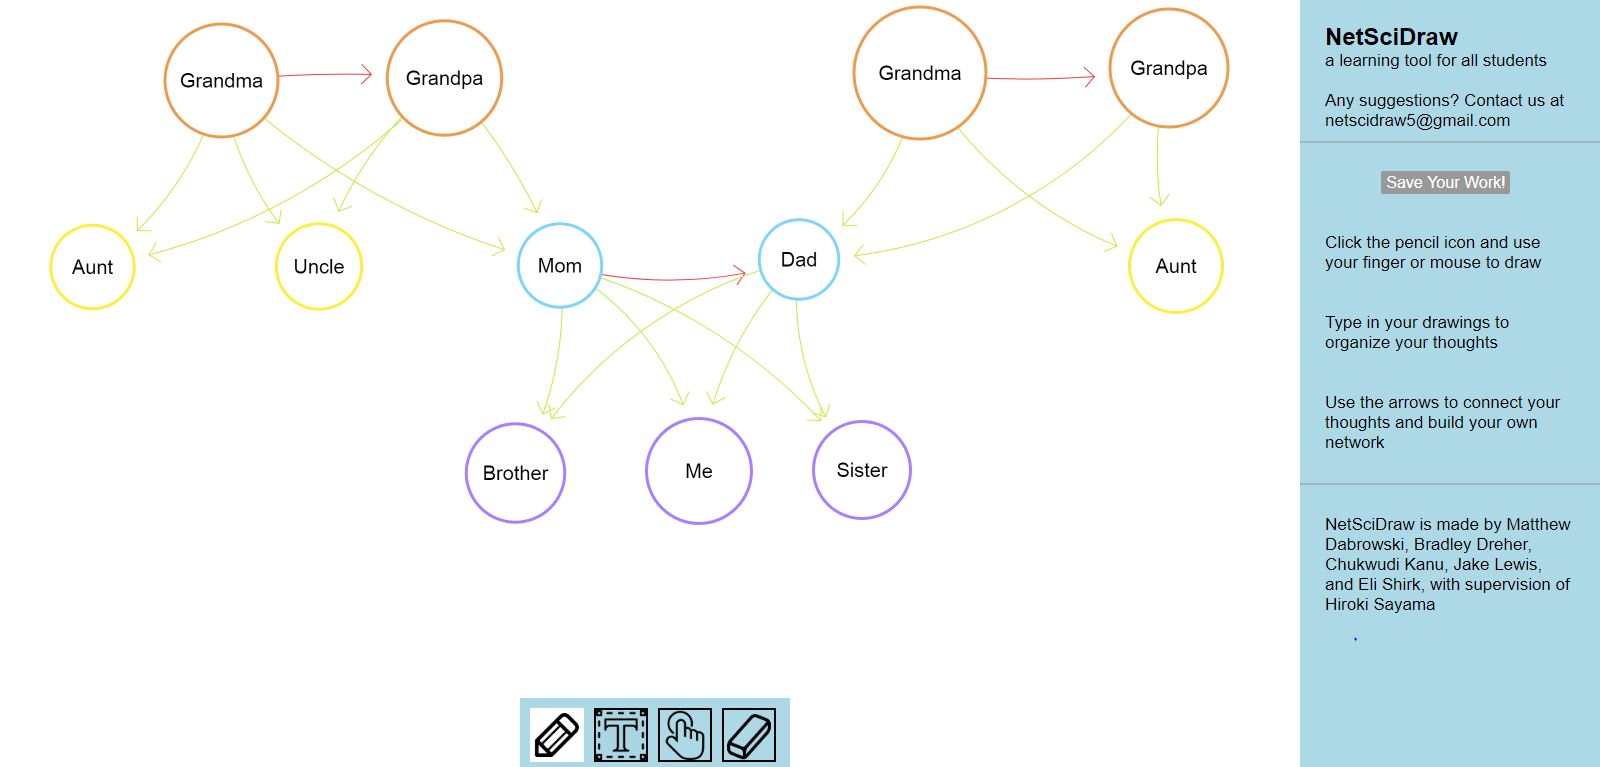 Grandma
Grandpa
Grandma
Grandpa
Aunt
Uncle
Mom
Dad
Aunt
Brother
Me
Sister
T
NetSciDraw
a learning tool for all students
Any suggestions? Contact us at
netscidraw5@gmail.com
Save Your Work!
Click the pencil icon and use
your finger or mouse to draw
Type in your drawings to
organize your thoughts
Use the arrows to connect your
thoughts and build your own
network
NetSciDraw is made by Matthew
Dabrowski, Bradley Dreher,
Chukwudi Kanu, Jake Lewis,
and Eli Shirk, with supervision of
Hiroki Sayama